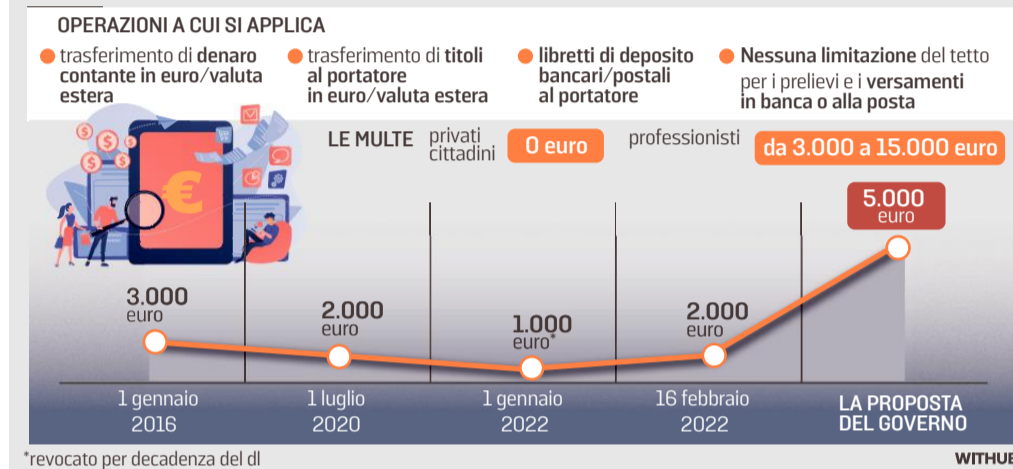 OPERAZIONI A CUI SI APPLICA
trasferimento di denaro
contante in euro/valuta
estera
trasferimento di titoli
al portatore
in euro/valuta estera
libretti di deposito
bancari/postali
al portatore
Nessuna limitazione del tetto
per i prelievi e i versamenti
in banca o alla posta
LE MULTE
privati
cittadini
0 euro
professionisti
da 3.000 a 15.000 euro
3.000
euro
2.000
euro
1.000
euro*
2.000
euro
5.000
euro
1 gennaio
2016
1 luglio
2020
1 gennaio
2022
16 febbraio
2022
LA PROPOSTA
DEL GOVERNO
*revocato per decadenza del dl
WITHUB